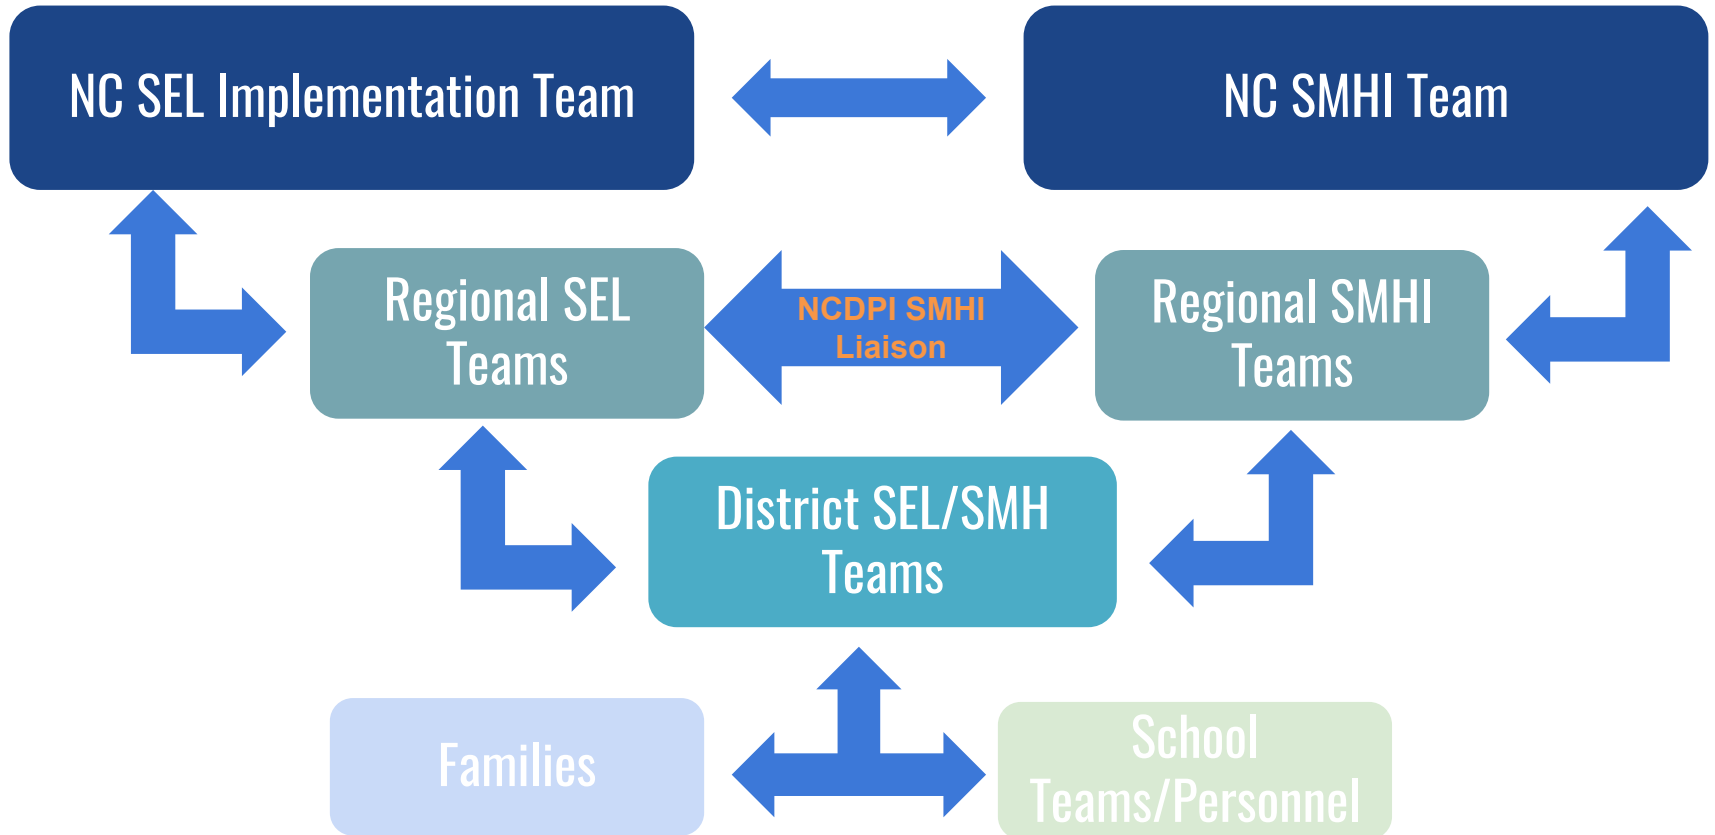 NC SEL Implementation Team
NC SMHI Team
Regional SEL
Teams
NCDPI SMHI
Liaison
Regional SMHI
Teams
District SEL/SMH
Teams
Families
School
Teams/Personnel